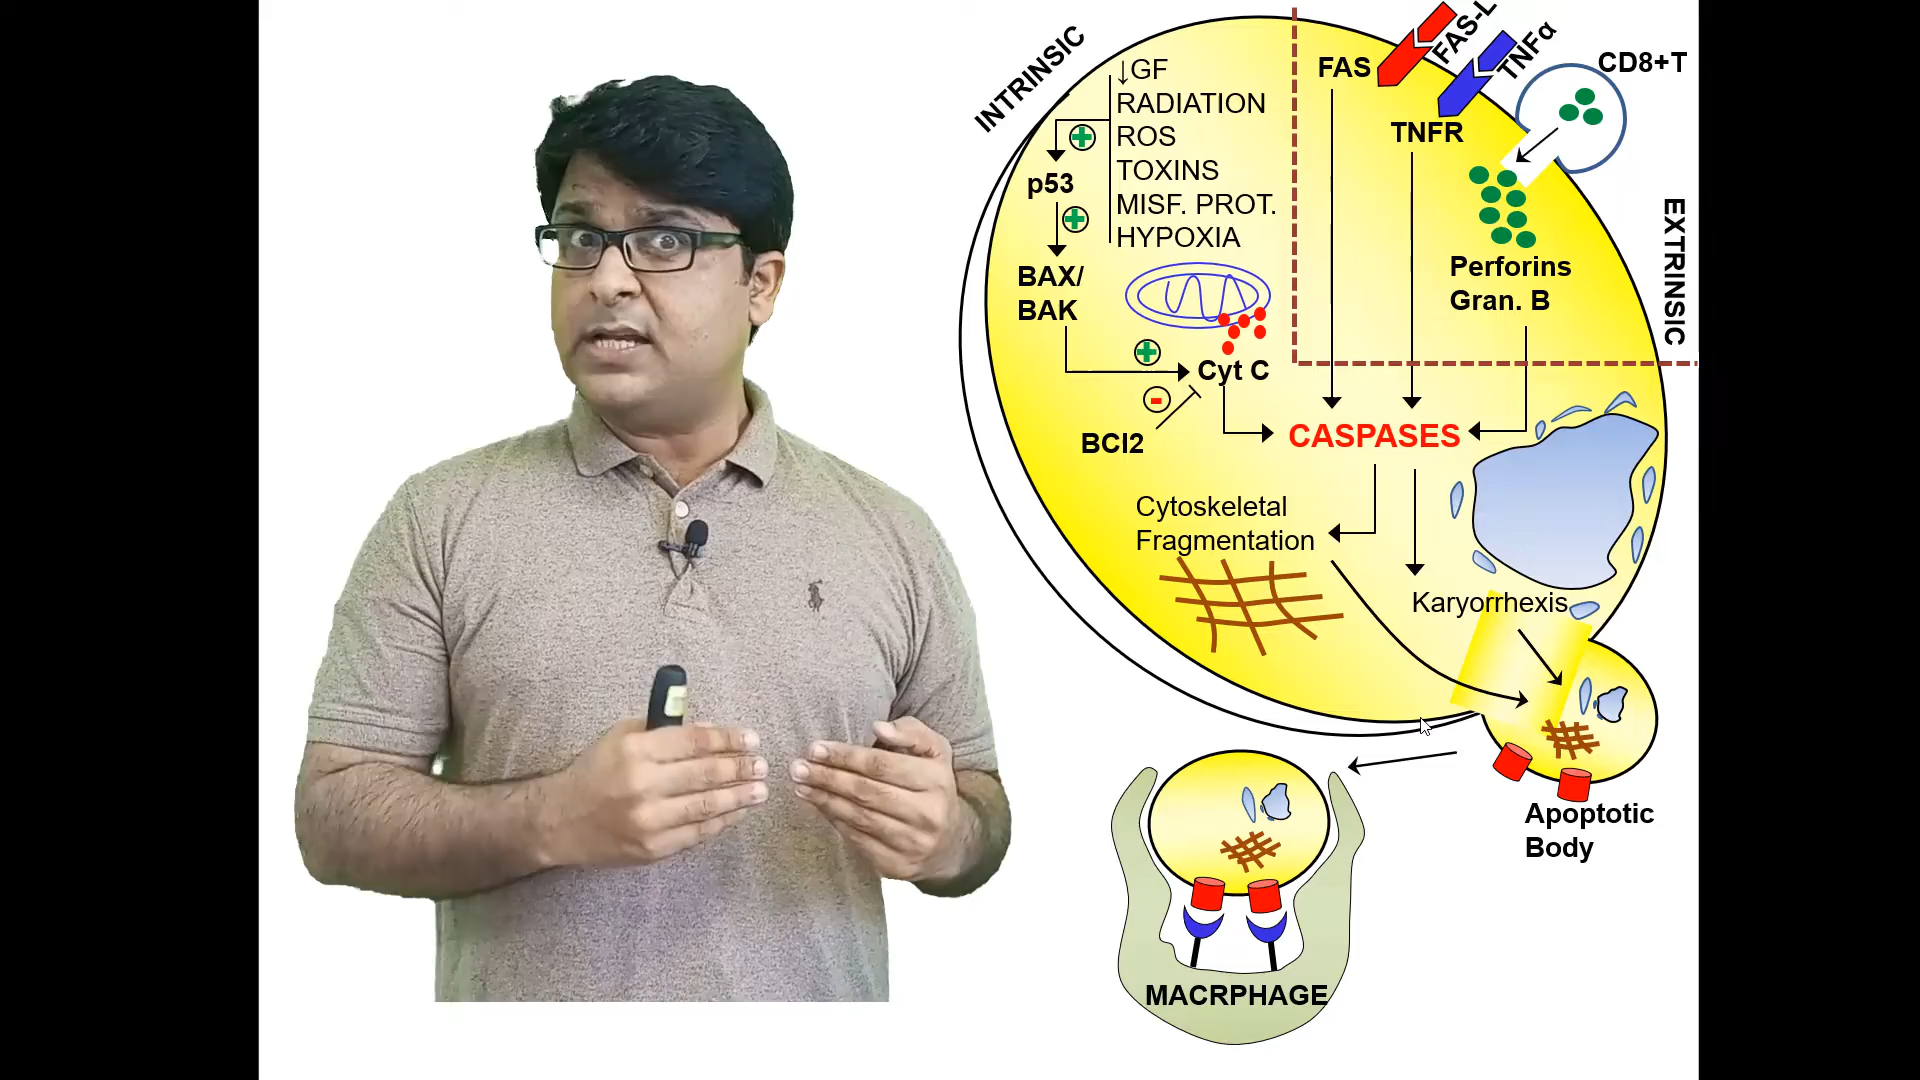 INTRINSIC
↓GF
RADIATION
ROS
TOXINS
MISF. PROT.
HYPOXIA
p53
BAX/
BAK
Cyt C
BCl2
FAS
FAS-L
TNFα
TNFR
CD8+T
Perforins
Gran. B
EXTRINSIC
CASPASES
Cytoskeletal
Fragmentation
Karyorrhexis
Apoptotic
Body
MACRPHAGE